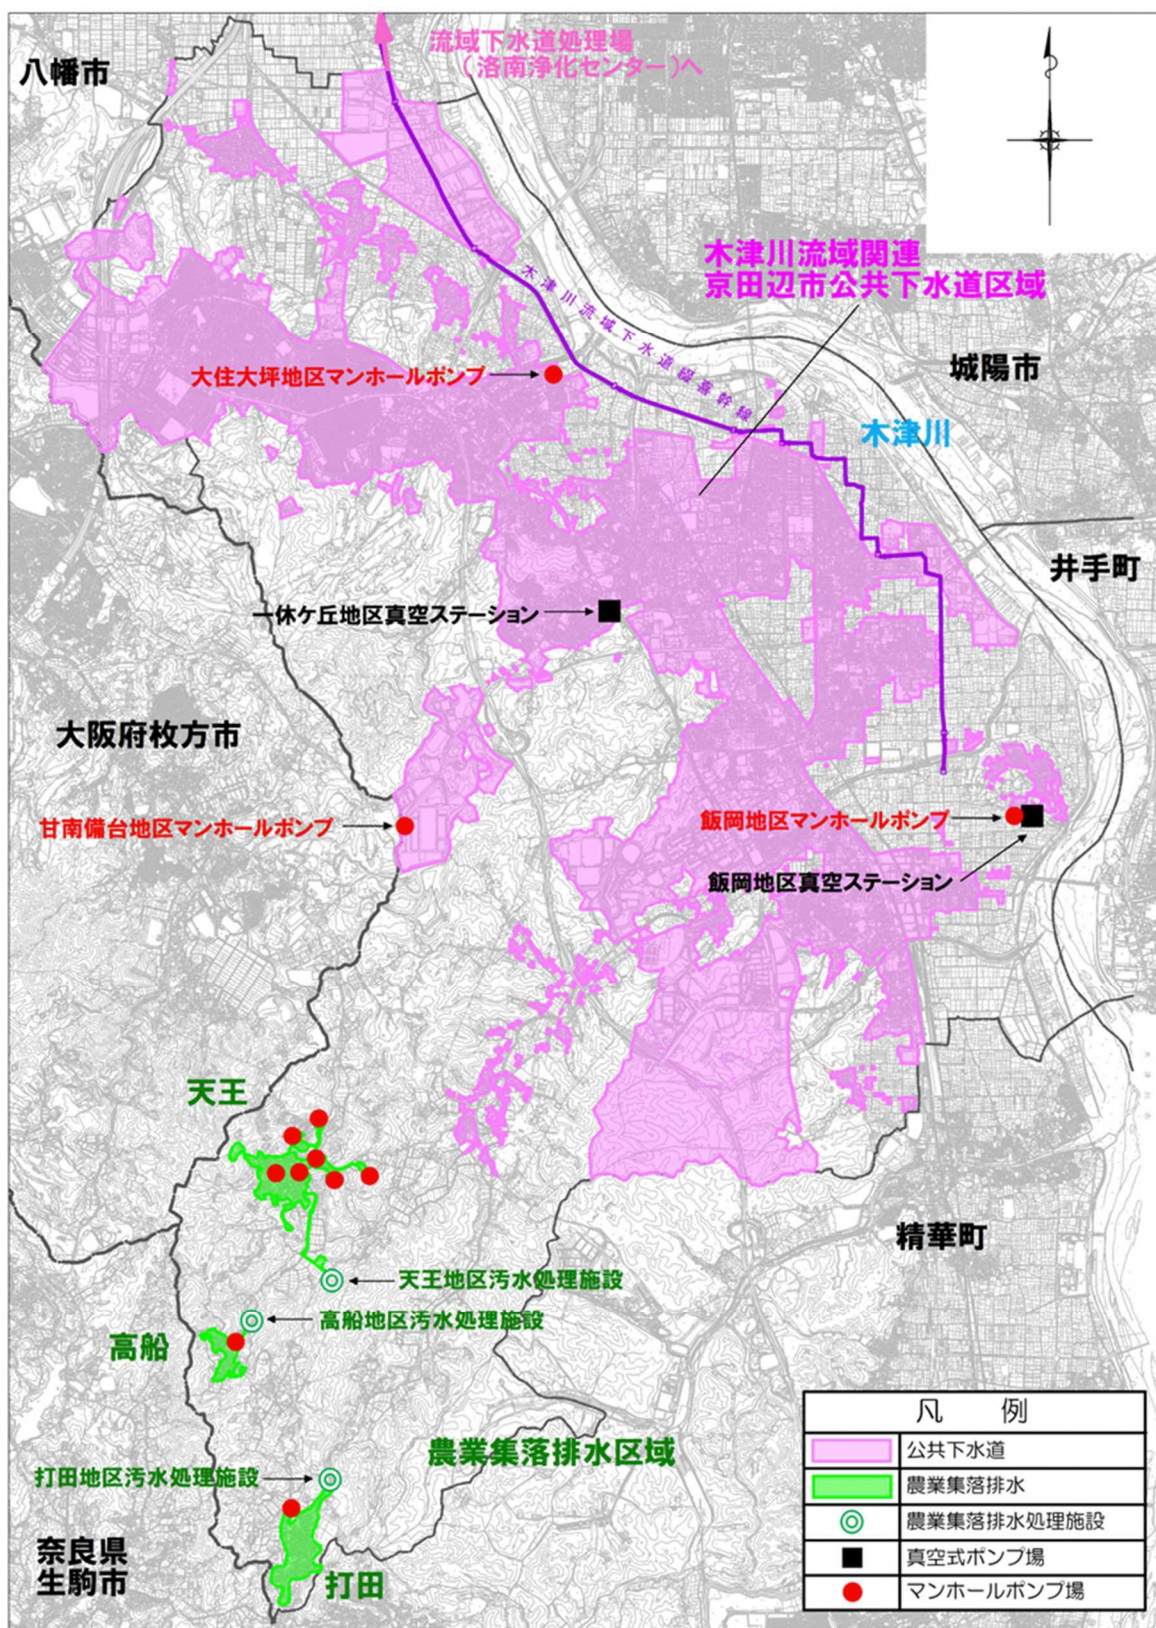 流域下水道処理場
(洛南浄化センター)へ
八幡市
木津川流域関連
京田辺市公共下水道区域
木津川流域下水道綴喜幹線
城陽市
大住大坪地区マンホールポンプ
木津川
井手町
一休ケ丘地区真空ステーション
大阪府枚方市
甘南備台地区マンホールポンプ
飯岡地区マンホールポンプ
飯岡地区真空ステーション
天王
精華町
天王地区汚水処理施設
高船地区汚水処理施設
高船
農業集落排水区域
打田地区汚水処理施設
奈良県
生駒市
打田
凡 例
公共下水道
農業集落排水
農業集落排水処理施設
真空式ポンプ場
マンホールポンプ場